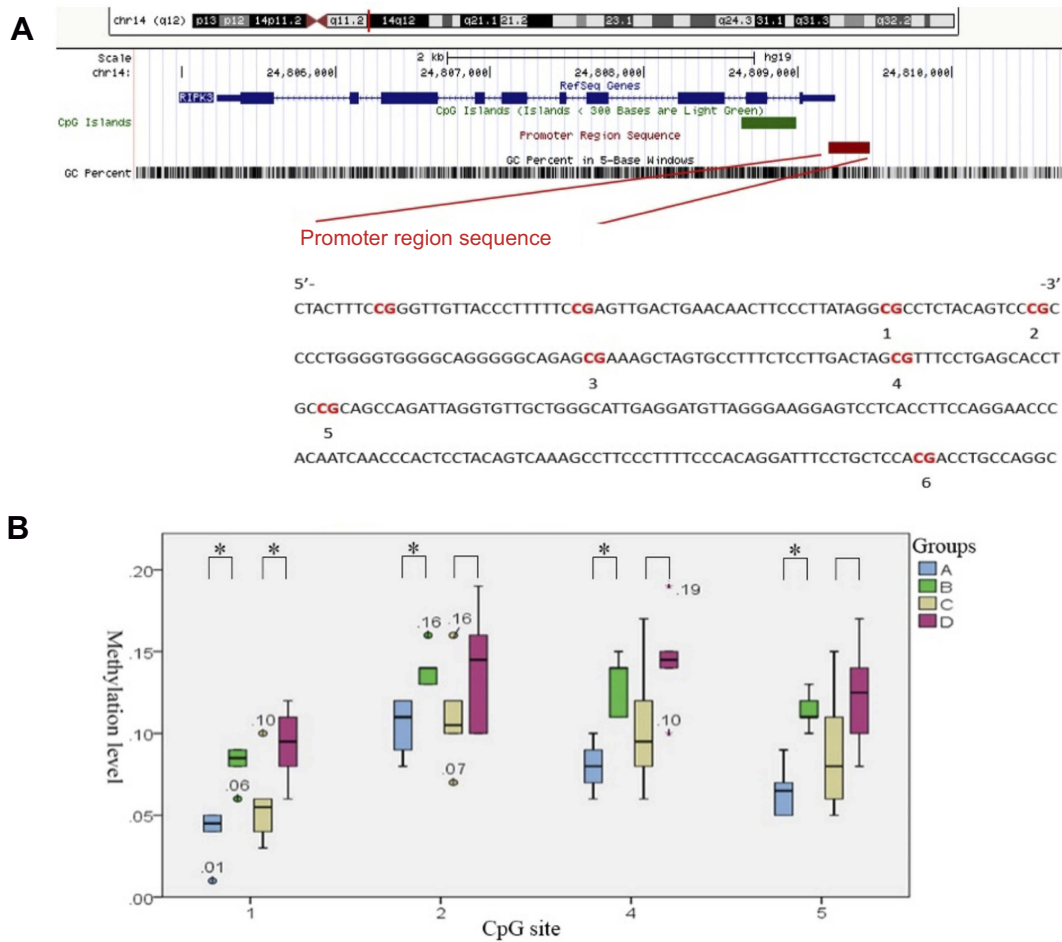 A
chr14 (q12) p13 p12 14p11.2 q11.2 14q12 q21.1 21.2 23.1 q24.3 31.1 q31.3 q32.2
Scale 2 kb hg19
chr14: 24,806,000 24,807,000 24,808,000 24,809,000 24,810,000
RefSeq Genes
RIPK3
CpG Islands (Islands < 300 Bases are Light Green)
CpG Islands
Promoter Region Sequence
GC Percent in 5-Base Windows
GC Percent
Promoter region sequence
5’- -3’
CTACTTTCCGGGTTGTTACCCTTTTTCCGAGTTGACTGAACAACTTCCCTTATAGGCGCCTCTACAGTCCCGC
1 2
CCCTGGGGTGGGGCAGGGGGCAGAGCGAAAGCTAGTGCCTTTCTCCTTGACTAGCGTTTCCTGAGCACCT
3 4
GCCGCAGCCAGATTAGGTGTTGCTGGGCATTGAGGATGTTAGGGAAGGAGTCCTCACCTTCCAGGAACCC
5
ACAATCAACCCACTCCTACAGTCAAAGCCTTCCCTTTTCCCACAGGATTTCCTGCTCCACGACCTGCCAGGC
6
B
Groups
A
B
C
D
* * * * *
.20
.15
.10
.05
.00
Methylation level
.01
.06
.10
.16
.16
.07
.19
.10
1 2 4 5
CpG site